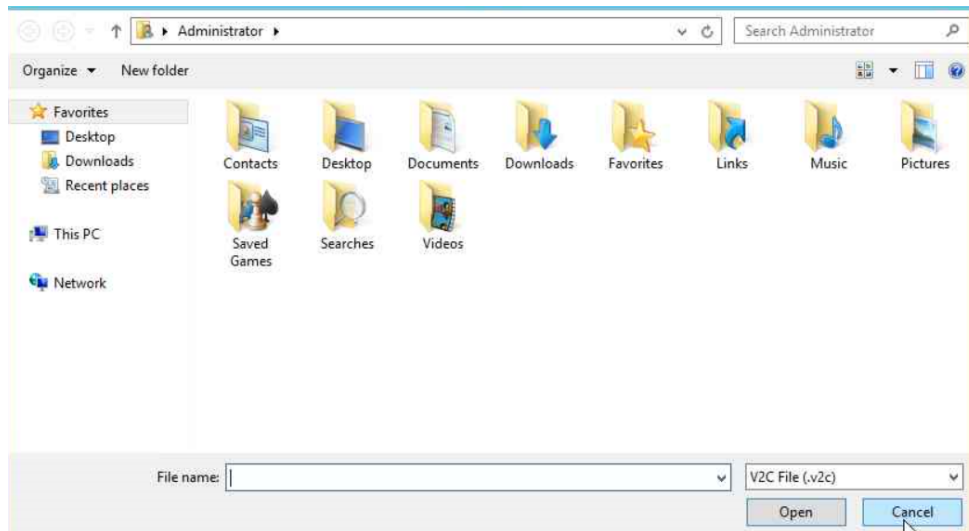 Administrator
Search Administrator
Organize
New folder
Favorites
Desktop
Downloads
Recent places
This PC
Network
Contacts
Desktop
Documents
Downloads
Favorites
Links
Music
Pictures
Saved
Games
Searches
Videos
File name:
V2C File (.v2c)
Open
Cancel